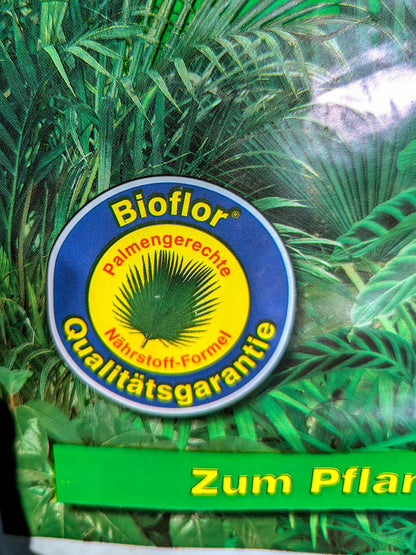 Bioflor®
Palmengerechte
Nährstoff-Formel
Qualitätsgarantie
Zum Pflan